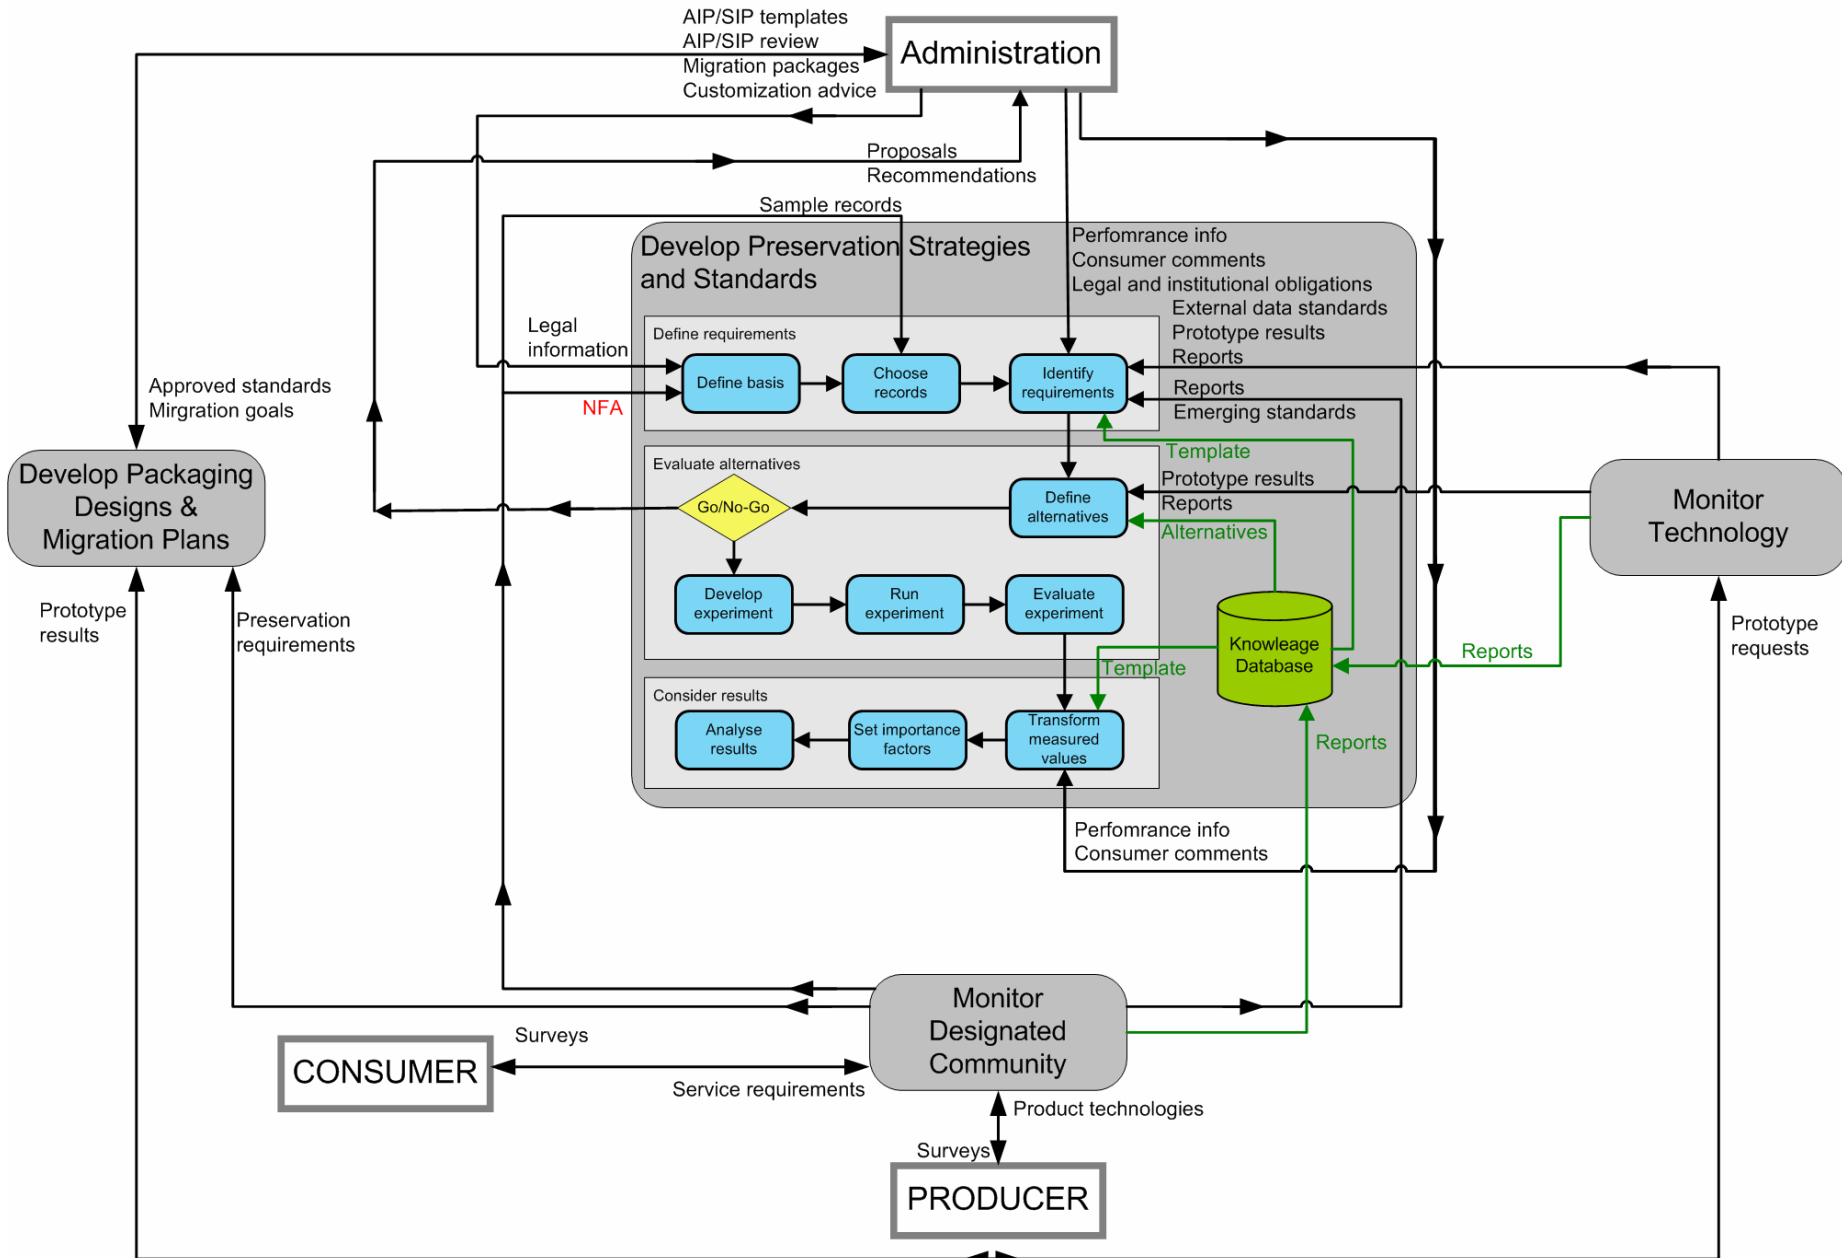 AIP/SIP templates
AIP/SIP review
Migration packages
Customization advice
Administration
Proposals
Recommendations
Sample records
Develop Preservation Strategies
and Standards
Perfomrance info
Consumer comments
Legal and institutional obligations
External data standards
Prototype results
Reports
Legal
information
Define requirements
Define basis
Choose
records
Identify
requirements
NFA
Reports
Emerging standards
Approved standards
Mirgration goals
Template
Develop Packaging
Designs &
Migration Plans
Evaluate alternatives
Go/No-Go
Define
alternatives
Prototype results
Reports
Alternatives
Monitor
Technology
Develop
experiment
Run
experiment
Evaluate
experiment
Prototype
results
Preservation
requirements
Knowleage
Database
Reports
Prototype
requests
Template
Consider results
Analyse
results
Set importance
factors
Transform
measured
values
Reports
Perfomrance info
Consumer comments
Monitor
Designated
Community
Surveys
CONSUMER
Service requirements
Product technologies
Surveys
PRODUCER